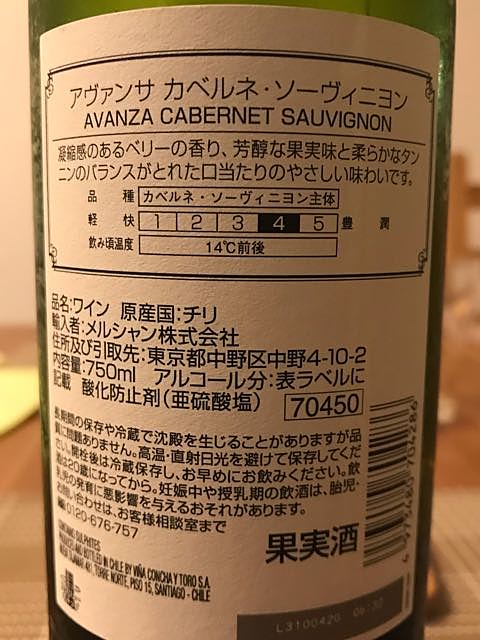 アヴァンサ カベルネ・ソーヴィニヨン
AVANZA CABERNET SAUVIGNON
凝縮感のあるベリーの香り、芳醇な果実味と柔らかなタン
ニンのバランスがとれた口当たりのやさしい味わいです。
品種 カベルネ・ソーヴィニヨン主体
軽快 1 2 3 4 5 豊潤
飲み頃温度 14℃前後
品名:ワイン 原産国:チリ
輸入者:メルシャン株式会社
住所及び引取先:東京都中野区中野4-10-2
内容量:750ml アルコール分:表ラベルに
記載 酸化防止剤(亜硫酸塩) 70450
長期間の保存や冷蔵で沈殿を生じることがありますが品
質に問題ありません。高温・直射日光を避けて保存してくだ
さい。開栓後は冷蔵保存し、お早めにお飲みください。飲
酒は20歳になってから。妊娠中や授乳期の飲酒は、胎児・
乳児の発育に悪影響を与えるおそれがあります。
お問い合わせは、お客様相談室まで
0120-676-757
果実酒
CONTAINS SULPHITES
AND BOTTLED IN CHILE BY VIÑA CONCHA Y TORO S.A.
TORRE NORTE, PISO 15, SANTIAGO - CHILE
L3100420 06:30